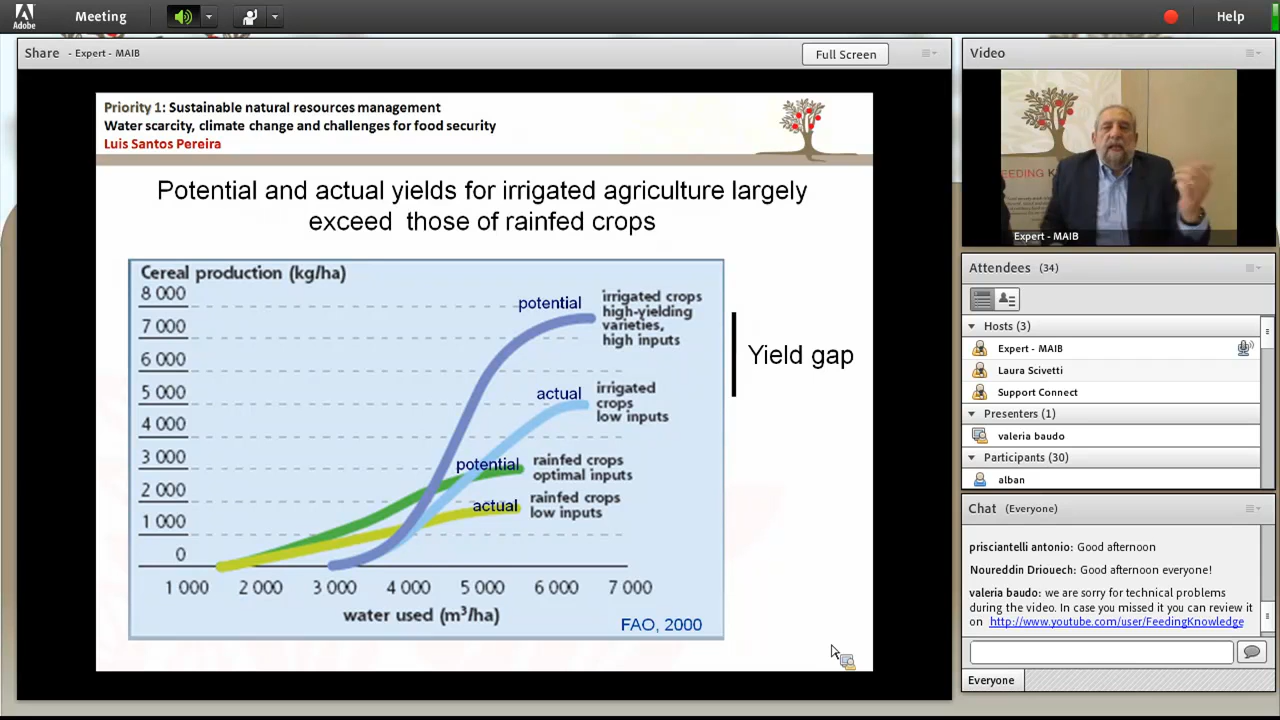 Adobe
Meeting
Help
Share - Expert - MAIB
Full Screen
Priority 1: Sustainable natural resources management
Water scarcity, climate change and challenges for food security
Luis Santos Pereira
Potential and actual yields for irrigated agriculture largely
exceed those of rainfed crops
Cereal production (kg/ha)
8 000
7 000
6 000
5 000
4 000
3 000
2 000
1 000
0
potential
irrigated crops
high-yielding
varieties,
high inputs
actual
irrigated
crops
low inputs
potential
rainfed crops
optimal inputs
actual
rainfed crops
low inputs
Yield gap
1 000 2 000 3 000 4 000 5 000 6 000 7 000
water used (m³/ha)
FAO, 2000
Video
EEDING K
Expert - MAIB
Attendees (34)
Hosts (3)
Expert - MAIB
Laura Scivetti
Support Connect
Presenters (1)
valeria baudo
Participants (30)
alban
Chat (Everyone)
prisciantelli antonio: Good afternoon
Noureddin Driouech: Good afternoon everyone!
valeria baudo: we are sorry for technical problems
during the video. In case you missed it you can review it
on http://www.youtube.com/user/FeedingKnowledge
Everyone